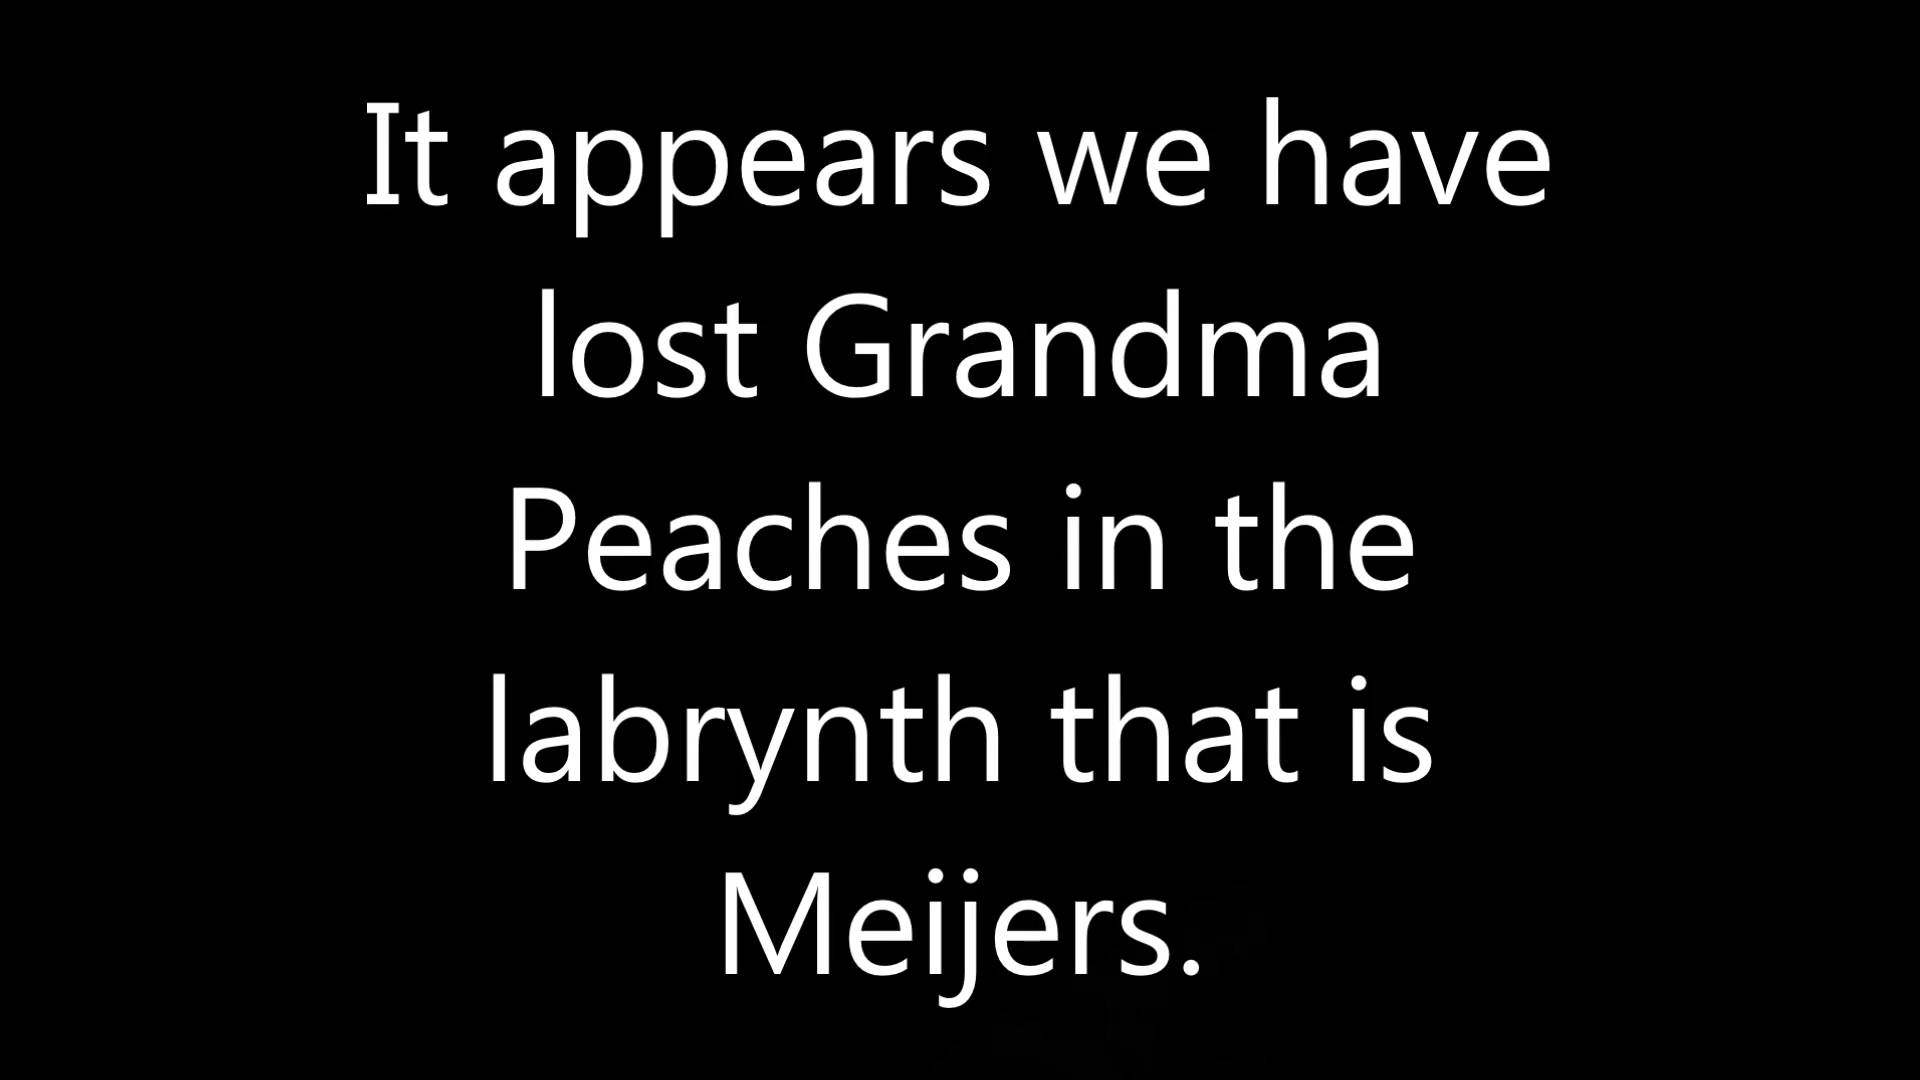 It appears we have
lost Grandma
Peaches in the
labrynth that is
Meijers.